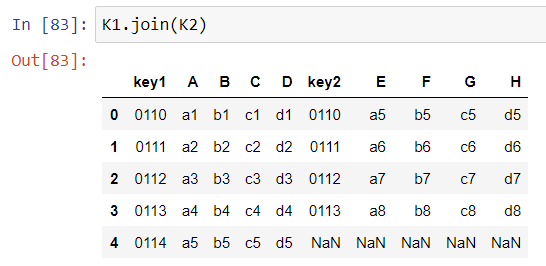 In [83]: K1.join(K2)
Out[83]:
key1 A B C D key2 E F G H
0 0110 a1 b1 c1 d1 0110 a5 b5 c5 d5
1 0111 a2 b2 c2 d2 0111 a6 b6 c6 d6
2 0112 a3 b3 c3 d3 0112 a7 b7 c7 d7
3 0113 a4 b4 c4 d4 0113 a8 b8 c8 d8
4 0114 a5 b5 c5 d5 NaN NaN NaN NaN NaN